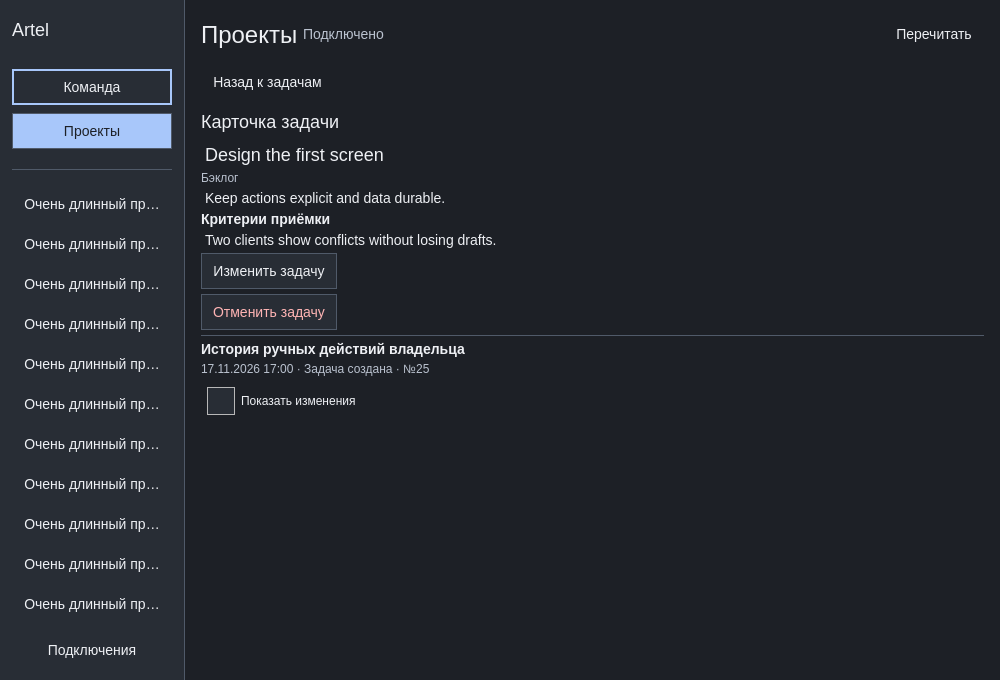 Artel
Команда
Проекты
Очень длинный пр…
Очень длинный пр…
Очень длинный пр…
Очень длинный пр…
Очень длинный пр…
Очень длинный пр…
Очень длинный пр…
Очень длинный пр…
Очень длинный пр…
Очень длинный пр…
Очень длинный пр…
Подключения
Проекты Подключено
Перечитать
Назад к задачам
Карточка задачи
Design the first screen
Бэклог
Keep actions explicit and data durable.
Критерии приёмки
Two clients show conflicts without losing drafts.
Изменить задачу
Отменить задачу
История ручных действий владельца
17.11.2026 17:00 · Задача создана · №25
Показать изменения